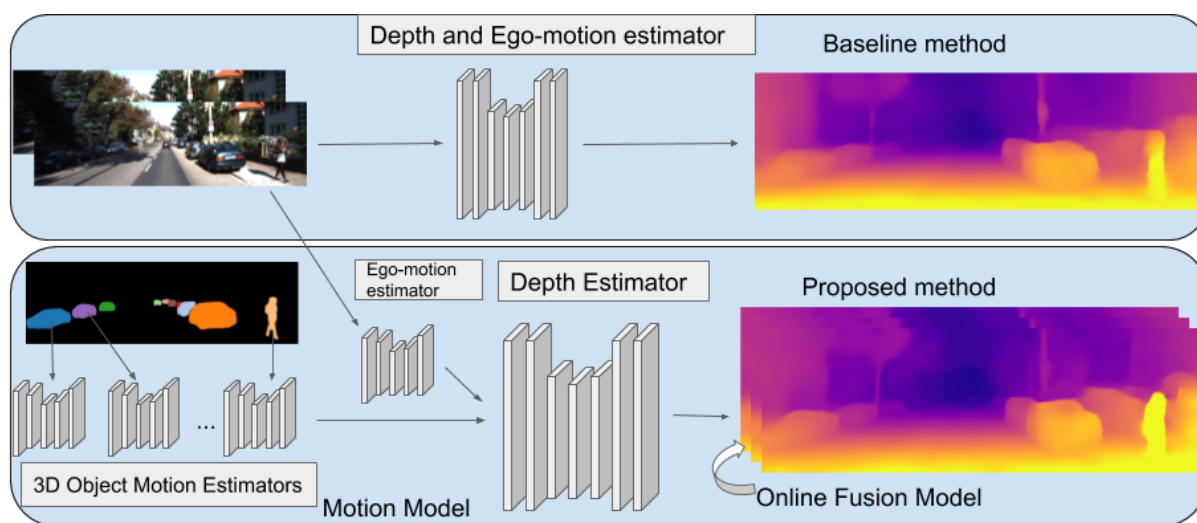 Depth and Ego-motion estimator
Baseline method
Ego-motion
estimator
Depth Estimator
Proposed method
...
3D Object Motion Estimators
Motion Model
Online Fusion Model